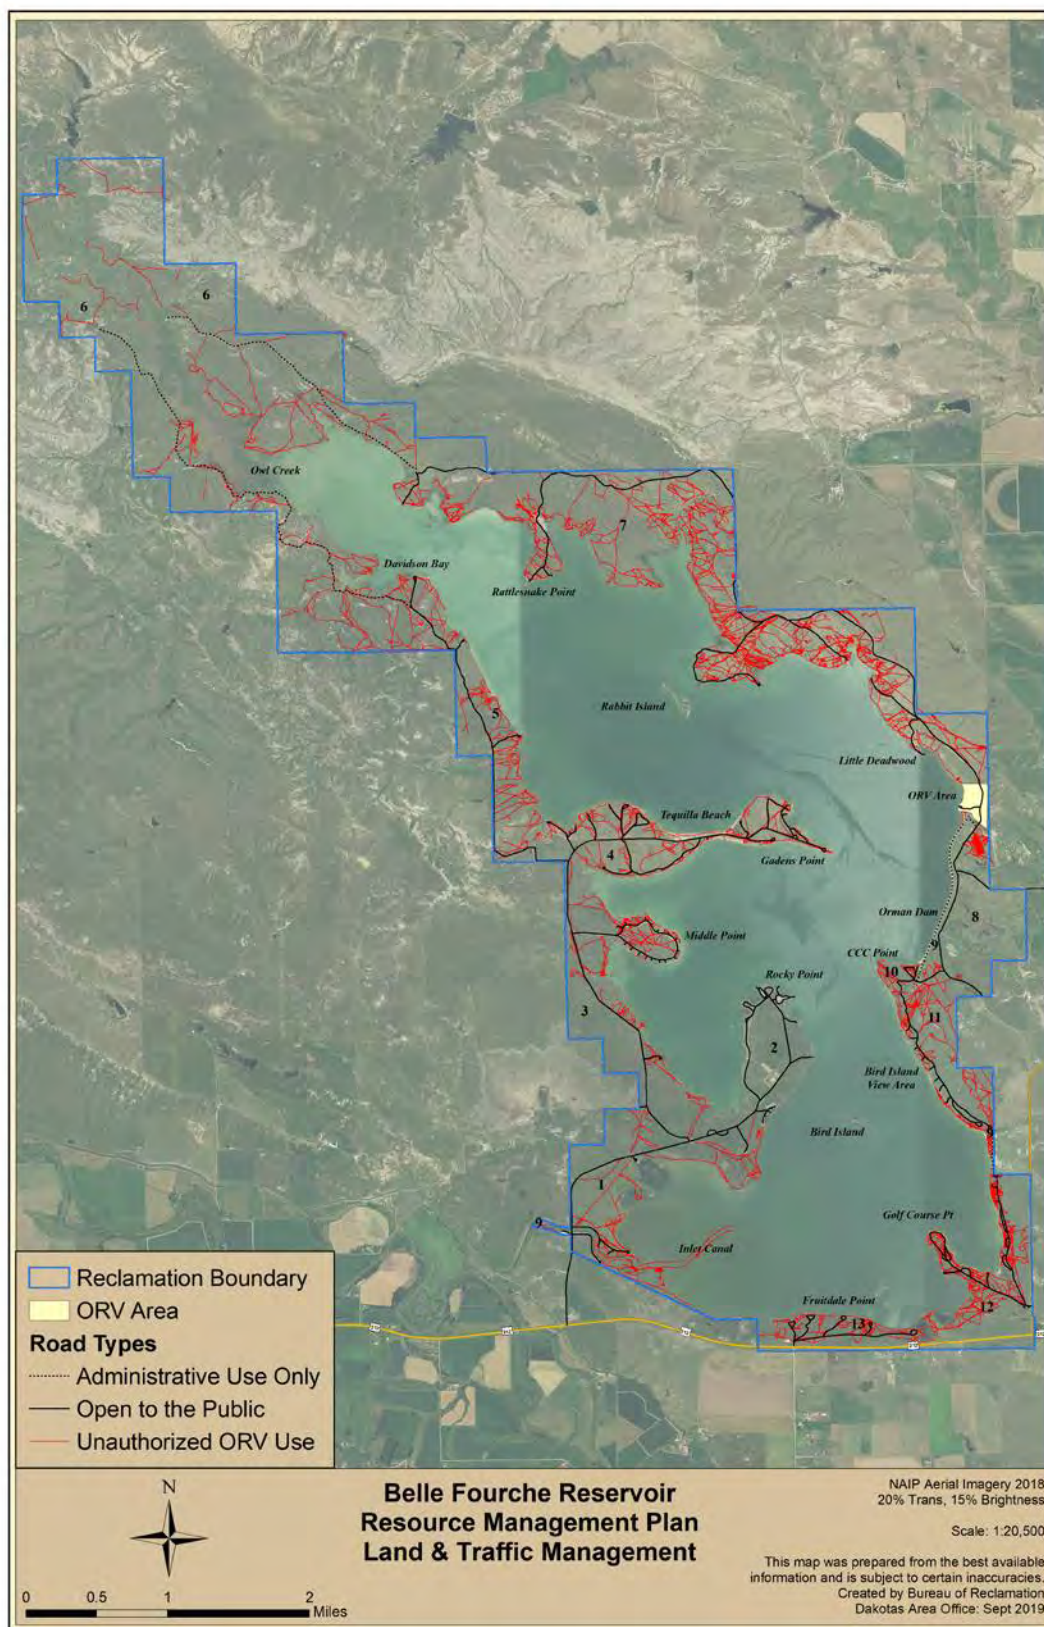 6
6
Owl Creek
7
Davidson Bay
Rattlesnake Point
Rabbit Island
5
Little Deadwood
ORV Area
Tequilla Beach
4
Gadens Point
Orman Dam
8
Middle Point
9
CCC Point
10
Rocky Point
3
11
2
Bird Island
View Area
Bird Island
1
9
Golf Course Pt
Inlet Canal
Fruitdale Point
12
13
Reclamation Boundary
ORV Area
Road Types
Administrative Use Only
Open to the Public
Unauthorized ORV Use
N
Belle Fourche Reservoir
Resource Management Plan
Land & Traffic Management
0 0.5 1 2
Miles
NAIP Aerial Imagery 2018
20% Trans, 15% Brightness
Scale: 1:20,500
This map was prepared from the best available
information and is subject to certain inaccuracies.
Created by Bureau of Reclamation
Dakotas Area Office: Sept 2019